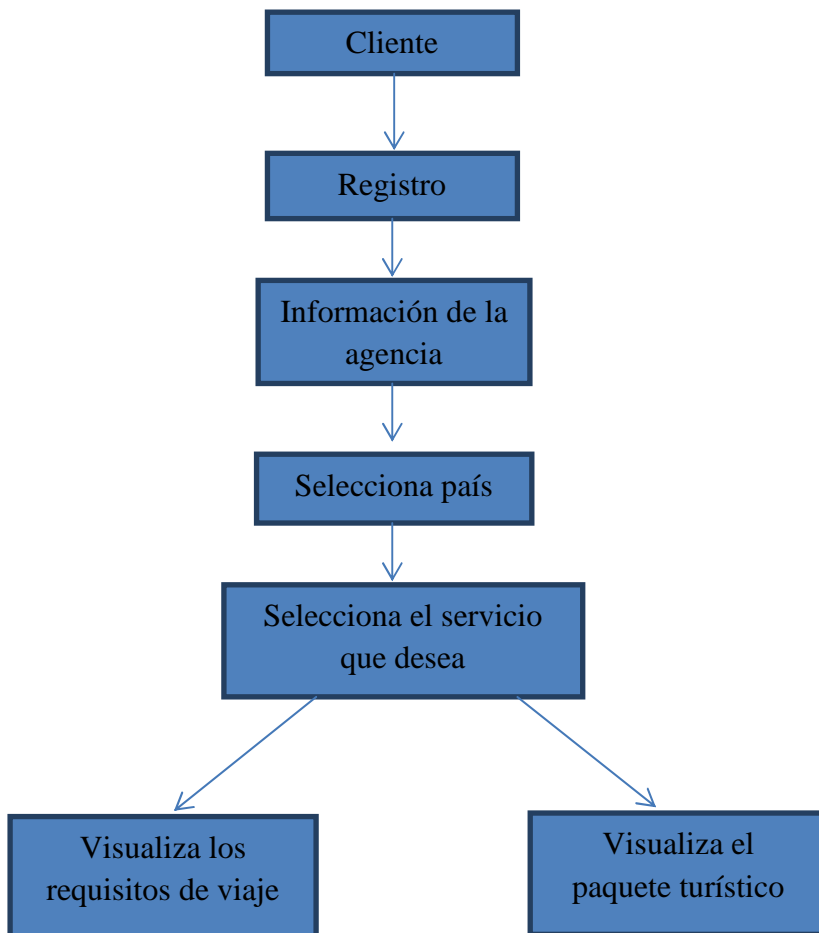 Cliente
Registro
Información de la
agencia
Selecciona país
Selecciona el servicio
que desea
Visualiza los
requisitos de viaje
Visualiza el
paquete turístico